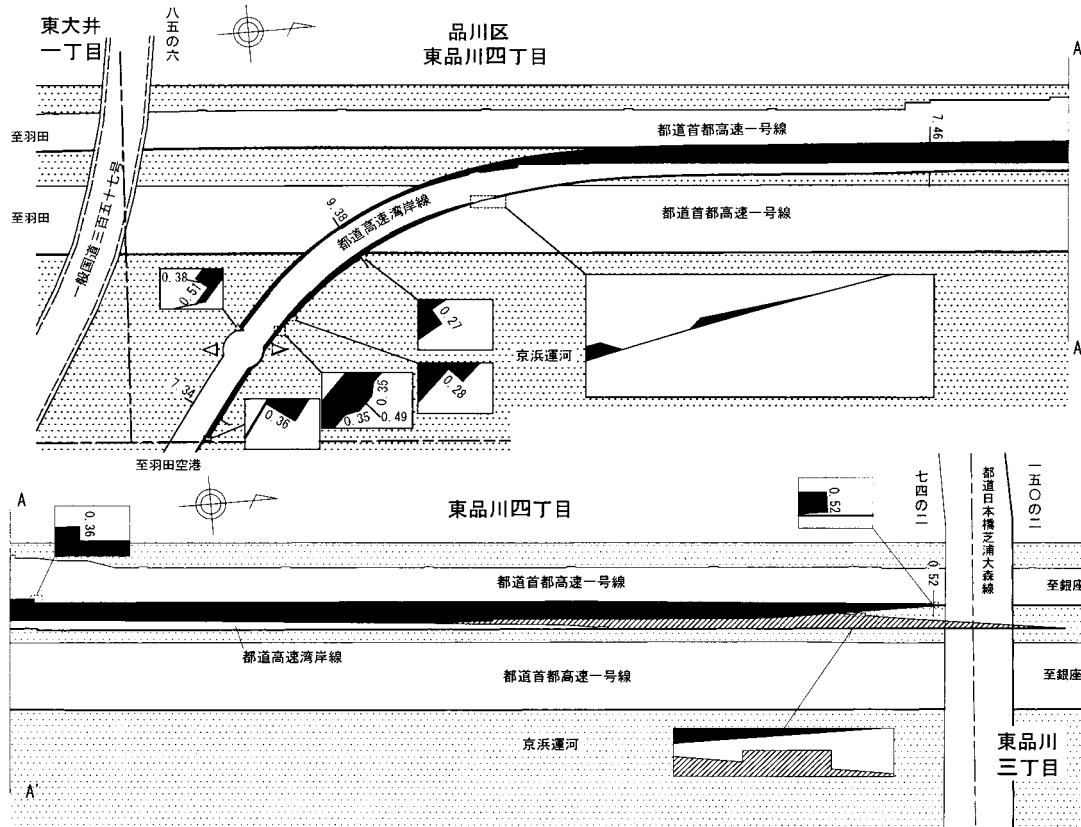 東大井
一丁目
八五の六
品川区
東品川四丁目
A
至羽田
都道首都高速一号線
7.46
一般国道三百五十七号
至羽田
9.38
都道高速湾岸線
都道首都高速一号線
0.38
0.51
0.27
京浜運河
7.34
0.36
0.35
0.35
0.49
0.28
A'
至羽田空港
A
0.36
東品川四丁目
0.52
七四の二
都道日本橋芝浦大森線
一五〇の二
都道首都高速一号線
0.52
至銀座
都道高速湾岸線
都道首都高速一号線
至銀座
京浜運河
東品川
三丁目
A'